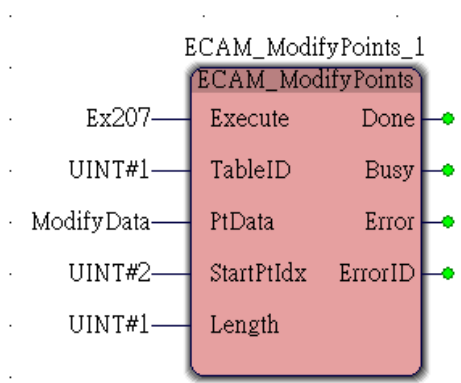 ECAM_ModifyPoints_1
ECAM_ModifyPoints
Ex207 Execute Done
UINT#1 TableID Busy
ModifyData PtData Error
UINT#2 StartPtIdx ErrorID
UINT#1 Length